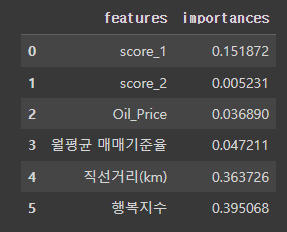 features importances
0 score_1 0.151872
1 score_2 0.005231
2 Oil_Price 0.036890
3 월평균 매매기준율 0.047211
4 직선거리(km) 0.363726
5 행복지수 0.395068